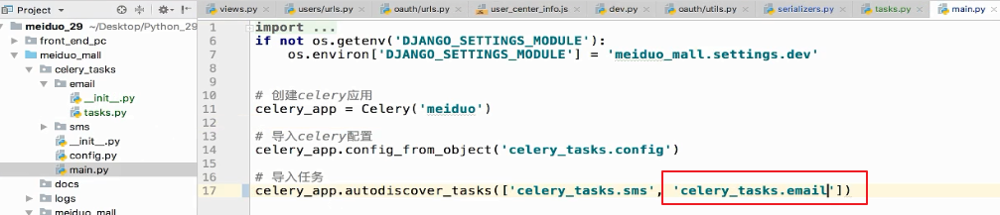 Project
views.py
users/urls.py
oauth/urls.py
user_center_info.js
dev.py
oauth/utils.py
serializers.py
tasks.py
main.py
meiduo_29 ~/Desktop/Python_29
front_end_pc
meiduo_mall
celery_tasks
email
__init__.py
tasks.py
sms
__init__.py
config.py
main.py
docs
logs
meiduo_mall
1 import ...
6 if not os.getenv('DJANGO_SETTINGS_MODULE'):
7 os.environ['DJANGO_SETTINGS_MODULE'] = 'meiduo_mall.settings.dev'
8
9
10 # 创建celery应用
11 celery_app = Celery('meiduo')
12
13 # 导入celery配置
14 celery_app.config_from_object('celery_tasks.config')
15
16 # 导入任务
17 celery_app.autodiscover_tasks(['celery_tasks.sms', 'celery_tasks.email'])